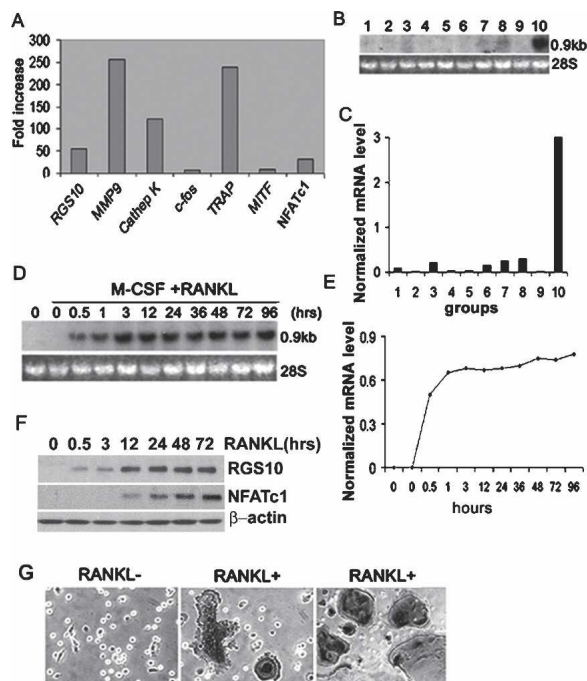 A
Fold increase
300
250
200
150
100
50
0
RGS10
MMP9
Cathep K
c-fos
TRAP
MITF
NFATc1
B
1 2 3 4 5 6 7 8 9 10
0.9kb
28S
C
Normalized mRNA level
3
2
1
0
1 2 3 4 5 6 7 8 9 10
groups
D
M-CSF +RANKL
0 0 0.5 1 3 12 24 36 48 72 96 (hrs)
0.9kb
28S
E
Normalized mRNA level
0.9
0.6
0.3
0
0 0 0.5 1 3 12 24 36 48 72 96
hours
F
0 0.5 3 12 24 48 72 RANKL(hrs)
RGS10
NFATc1
β–actin
G
RANKL- RANKL+ RANKL+